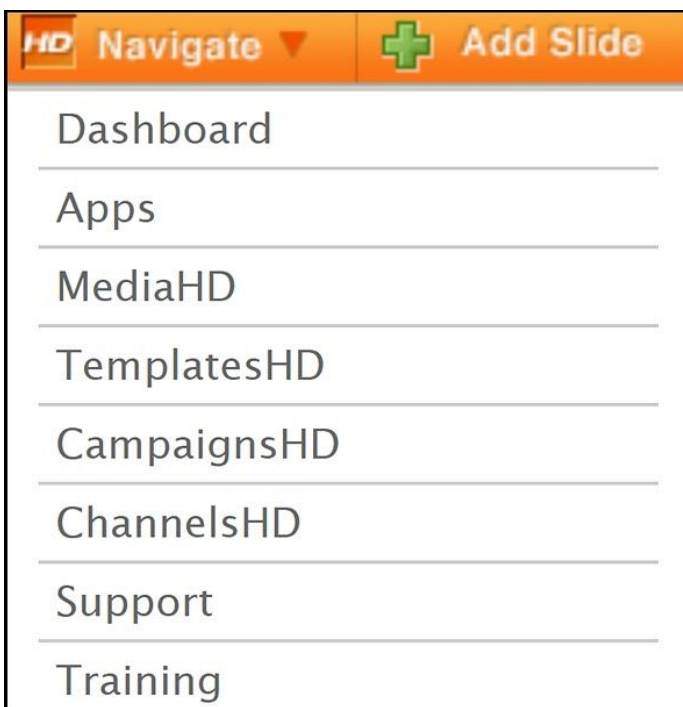 HD Navigate Add Slide
Dashboard
Apps
MediaHD
TemplatesHD
CampaignsHD
ChannelsHD
Support
Training